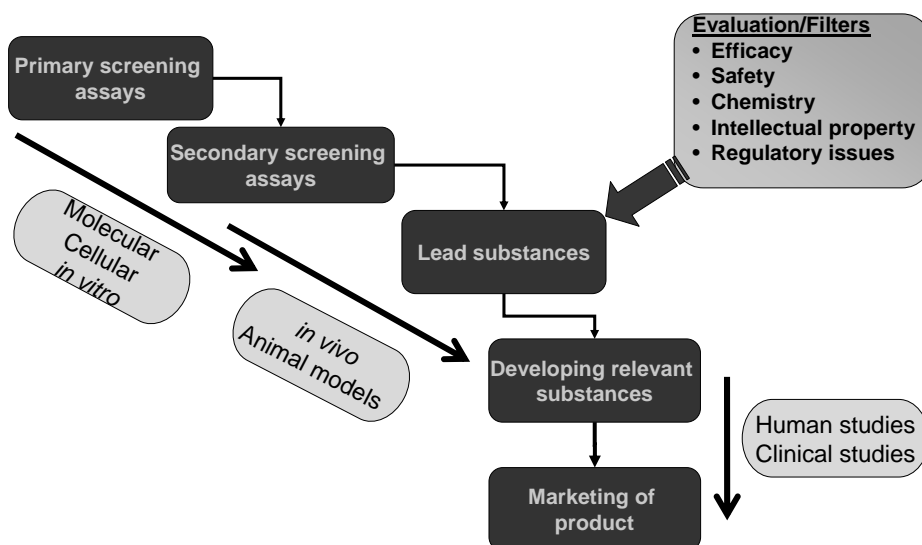 Evaluation/Filters
• Efficacy
• Safety
• Chemistry
• Intellectual property
• Regulatory issues
Primary screening
assays
Secondary screening
assays
Lead substances
Molecular
Cellular
in vitro
in vivo
Animal models
Developing relevant
substances
Human studies
Clinical studies
Marketing of
product